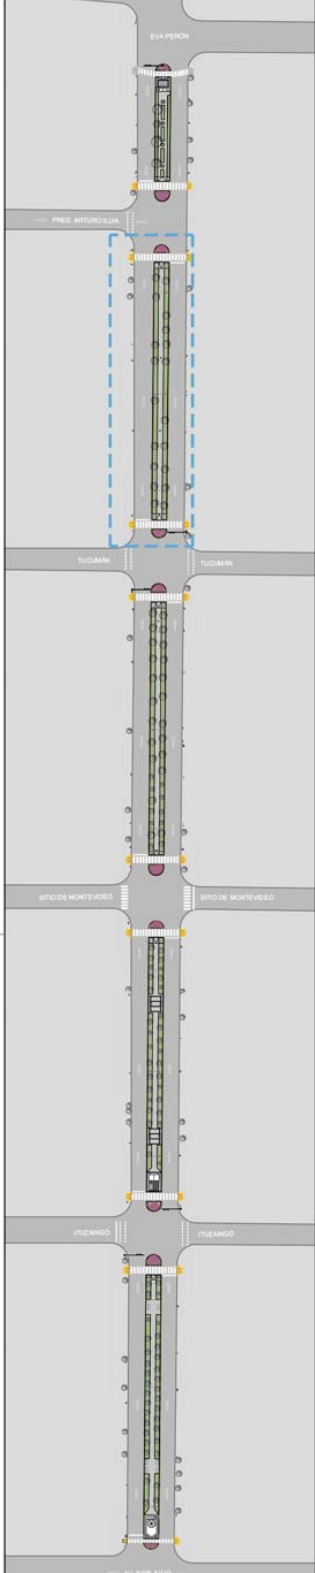 EVA PERÓN
PRES. ARTURO ILLIA
TUCUMÁN
TUCUMÁN
SITIO DE MONTEVIDEO
SITIO DE MONTEVIDEO
ITUZAINGÓ
ITUZAINGÓ